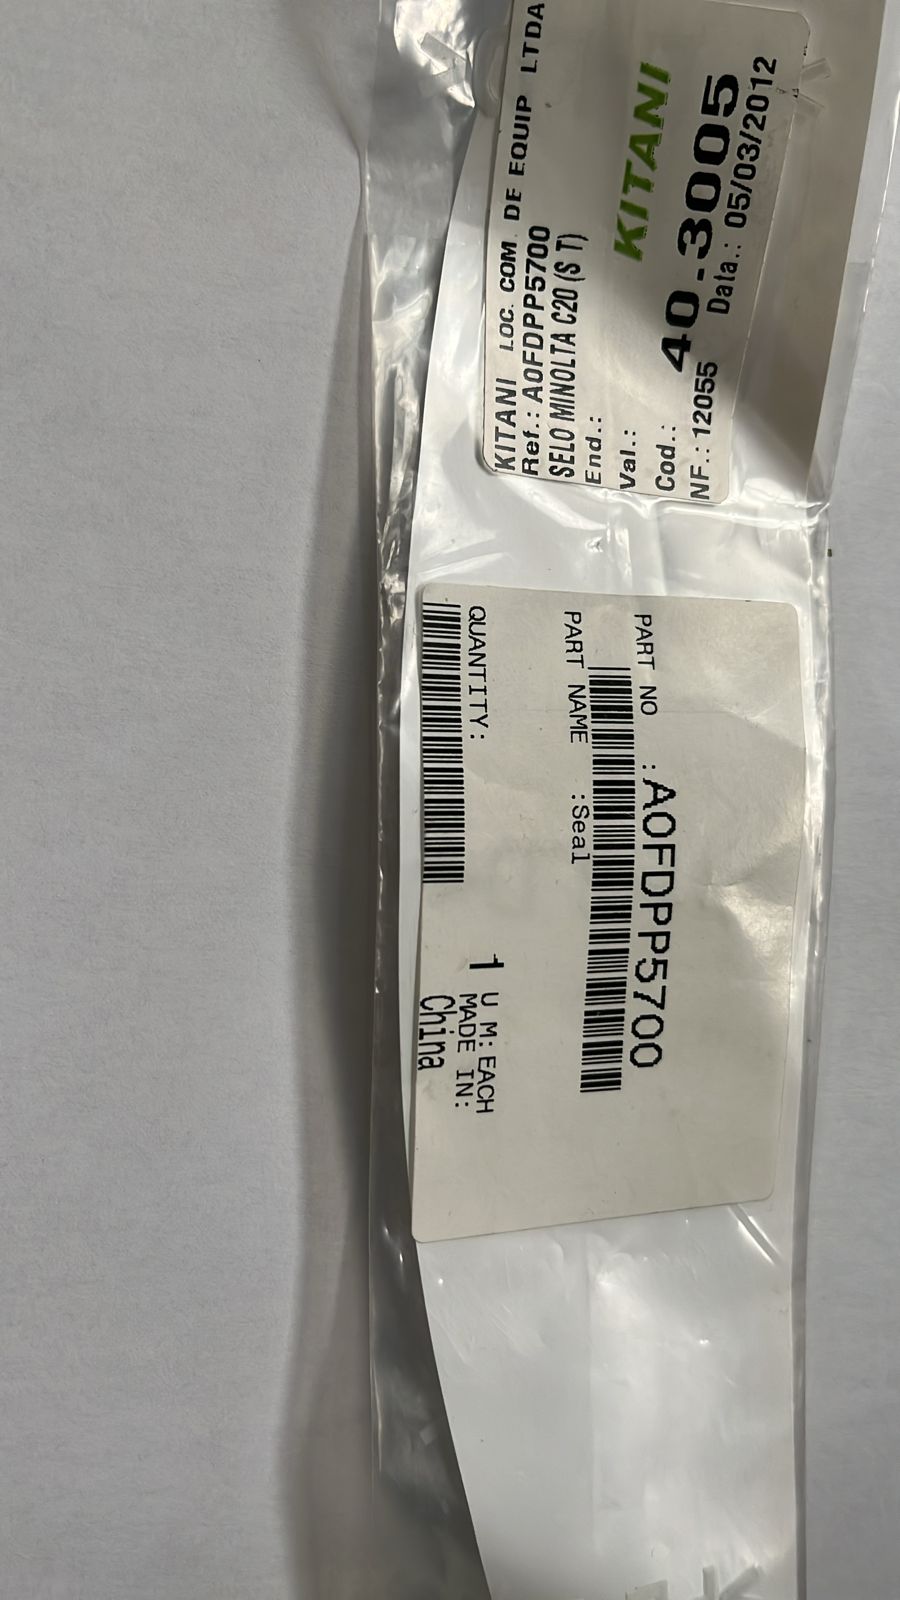 KITANI LOC. COM. DE EQUIP LTDA
Ref.: A0FDPP5700
SELO MINOLTA C20 (S T)
End.:
Val.: KITANI
Cod.: 40-3005
NF.: 12055 Data.: 05/03/2012
PART NO : A0FDPP5700
PART NAME :Seal
QUANTITY: 1 U M: EACH
MADE IN:
China